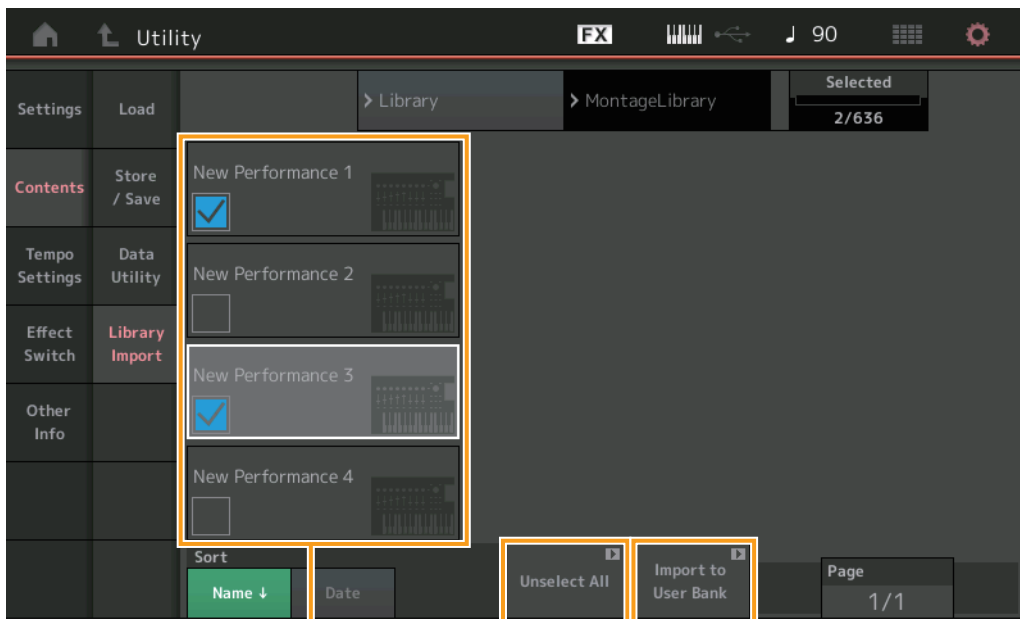 Utility
FX
90
Settings
Load
> Library
> MontageLibrary
Selected
2/636
Contents
Store
/ Save
New Performance 1
Tempo
Settings
Data
Utility
New Performance 2
Effect
Switch
Library
Import
New Performance 3
Other
Info
New Performance 4
Sort
Name ↓
Date
Unselect All
Import to
User Bank
Page
1/1